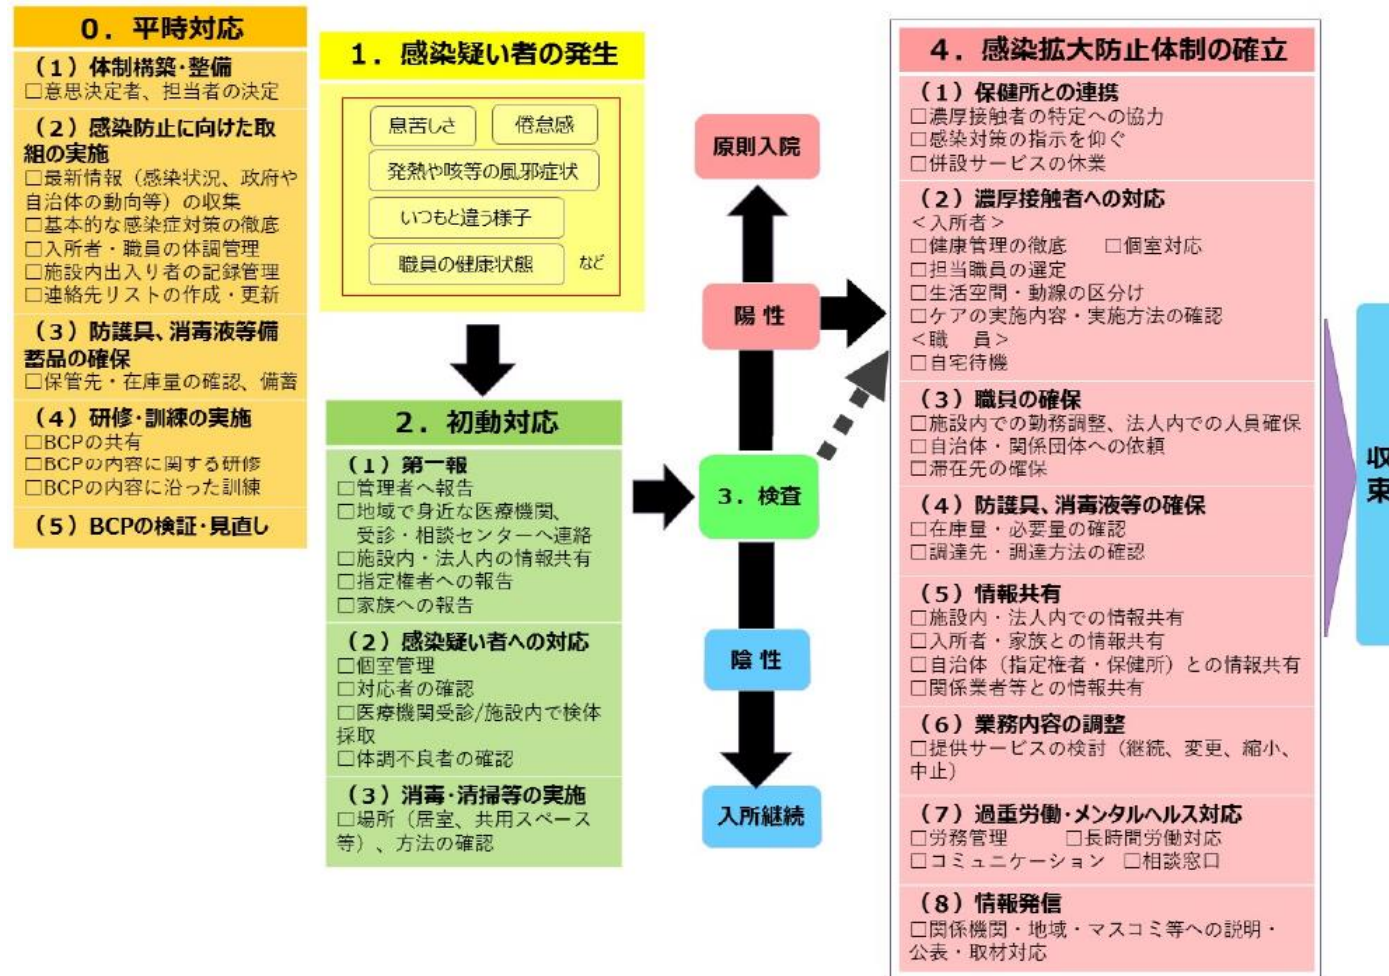 0．平時対応
（1）体制構築・整備
□意思決定者、担当者の決定
（2）感染防止に向けた取
組の実施
□最新情報（感染状況、政府や
自治体の動向等）の収集
□基本的な感染症対策の徹底
□入所者・職員の体調管理
□施設内出入り者の記録管理
□連絡先リストの作成・更新
（3）防護具、消毒液等備
蓄品の確保
□保管先・在庫量の確認、備蓄
（4）研修・訓練の実施
□BCPの共有
□BCPの内容に関する研修
□BCPの内容に沿った訓練
（5）BCPの検証・見直し
1．感染疑い者の発生
息苦しさ
倦怠感
発熱や咳等の風邪症状
いつもと違う様子
職員の健康状態
など
2．初動対応
（1）第一報
□管理者へ報告
□地域で身近な医療機関、
受診・相談センターへ連絡
□施設内・法人内の情報共有
□指定権者への報告
□家族への報告
（2）感染疑い者への対応
□個室管理
□対応者の確認
□医療機関受診/施設内で検体
採取
□体調不良者の確認
（3）消毒・清掃等の実施
□場所（居室、共用スペース
等）、方法の確認
原則入院
陽性
3．検査
陰性
入所継続
4．感染拡大防止体制の確立
（1）保健所との連携
□濃厚接触者の特定への協力
□感染対策の指示を仰ぐ
□併設サービスの休業
（2）濃厚接触者への対応
＜入所者＞
□健康管理の徹底　□個室対応
□担当職員の選定
□生活空間・動線の区分け
□ケアの実施内容・実施方法の確認
＜職　員＞
□自宅待機
（3）職員の確保
□施設内での勤務調整、法人内での人員確保
□自治体・関係団体への依頼
□滞在先の確保
（4）防護具、消毒液等の確保
□在庫量・必要量の確認
□調達先・調達方法の確認
（5）情報共有
□施設内・法人内での情報共有
□入所者・家族との情報共有
□自治体（指定権者・保健所）との情報共有
□関係業者等との情報共有
（6）業務内容の調整
□提供サービスの検討（継続、変更、縮小、
中止）
（7）過重労働・メンタルヘルス対応
□労務管理　□長時間労働対応
□コミュニケーション　□相談窓口
（8）情報発信
□関係機関・地域・マスコミ等への説明・
公表・取材対応
収
束